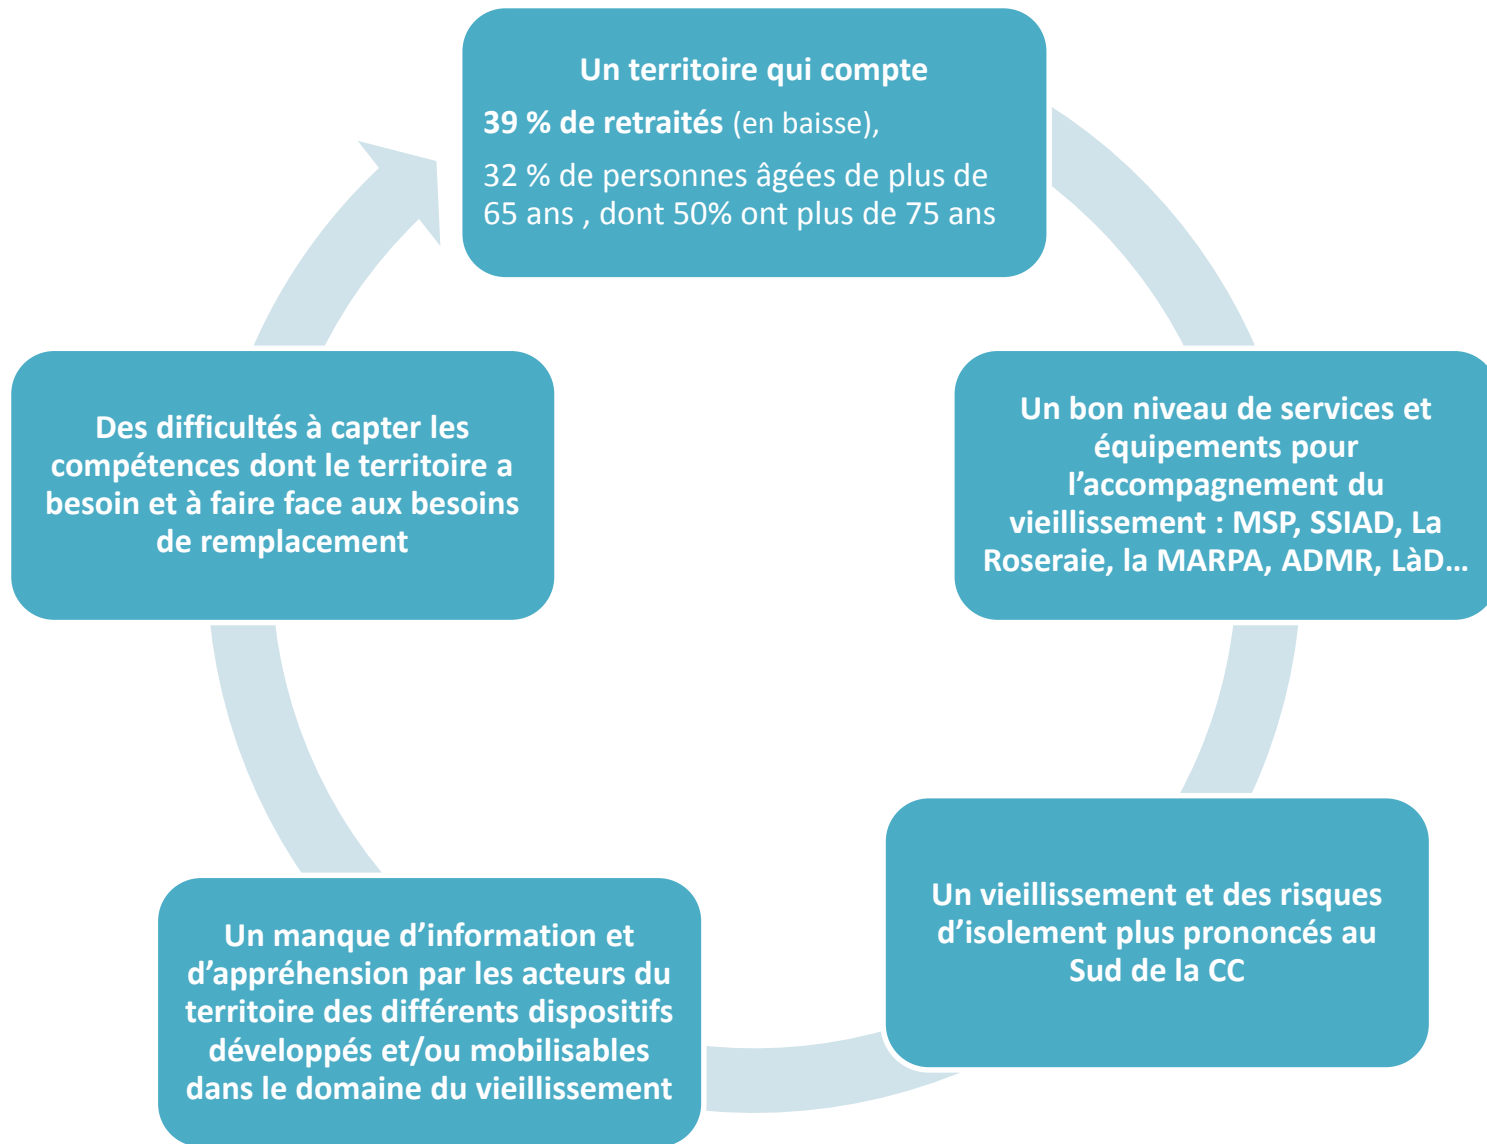 Un territoire qui compte
39 % de retraités (en baisse),
32 % de personnes âgées de plus de
65 ans , dont 50% ont plus de 75 ans
Un bon niveau de services et
équipements pour
l’accompagnement du
vieillissement : MSP, SSIAD, La
Roseraie, la MARPA, ADMR, LàD…
Un vieillissement et des risques
d’isolement plus prononcés au
Sud de la CC
Un manque d’information et
d’appréhension par les acteurs du
territoire des différents dispositifs
développés et/ou mobilisables
dans le domaine du vieillissement
Des difficultés à capter les
compétences dont le territoire a
besoin et à faire face aux besoins
de remplacement